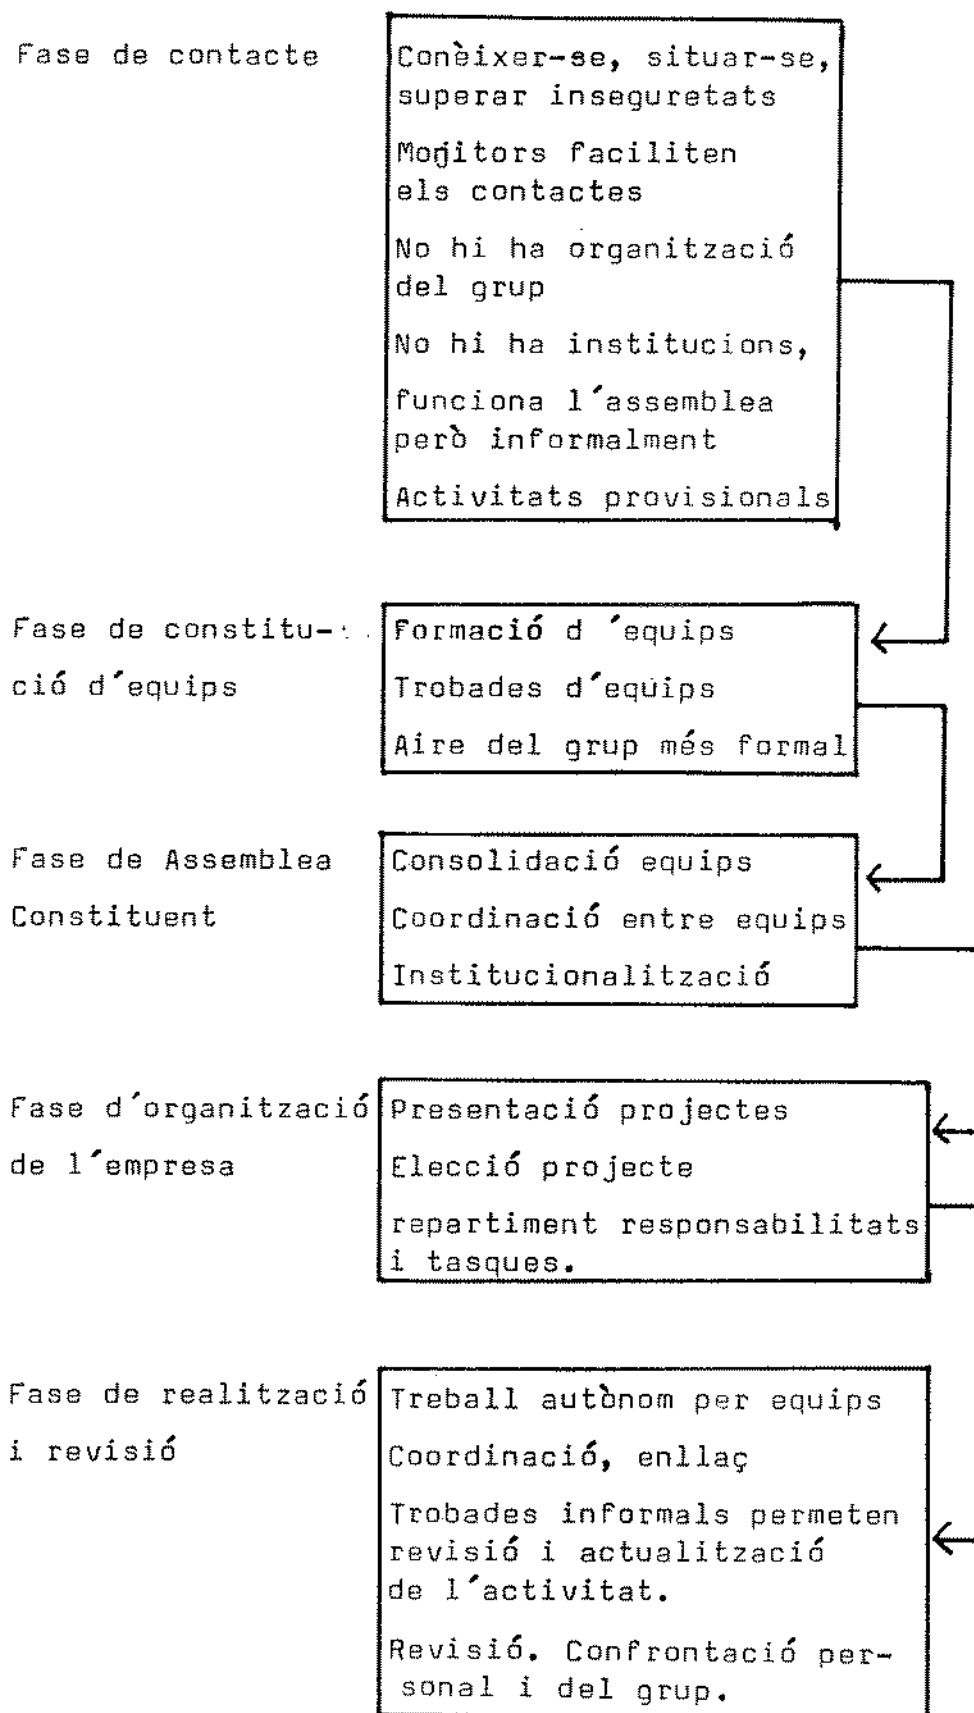 Fase de contacte
Conèixer-se, situar-se,
superar inseguretats
Monitors faciliten
els contactes
No hi ha organització
del grup
No hi ha institucions,
funciona l´assemblea
però informalment
Activitats provisionals
Fase de constitu-
ció d´equips
Formació d ´equips
Trobades d´equips
Aire del grup més formal
Fase de Assemblea
Constituent
Consolidació equips
Coordinació entre equips
Institucionalització
Fase d´organització
de l´empresa
Presentació projectes
Elecció projecte
repartiment responsabilitats
i tasques.
Fase de realització
i revisió
Treball autònom per equips
Coordinació, enllaç
Trobades informals permeten
revisió i actualització
de l´activitat.
Revisió. Confrontació per-
sonal i del grup.